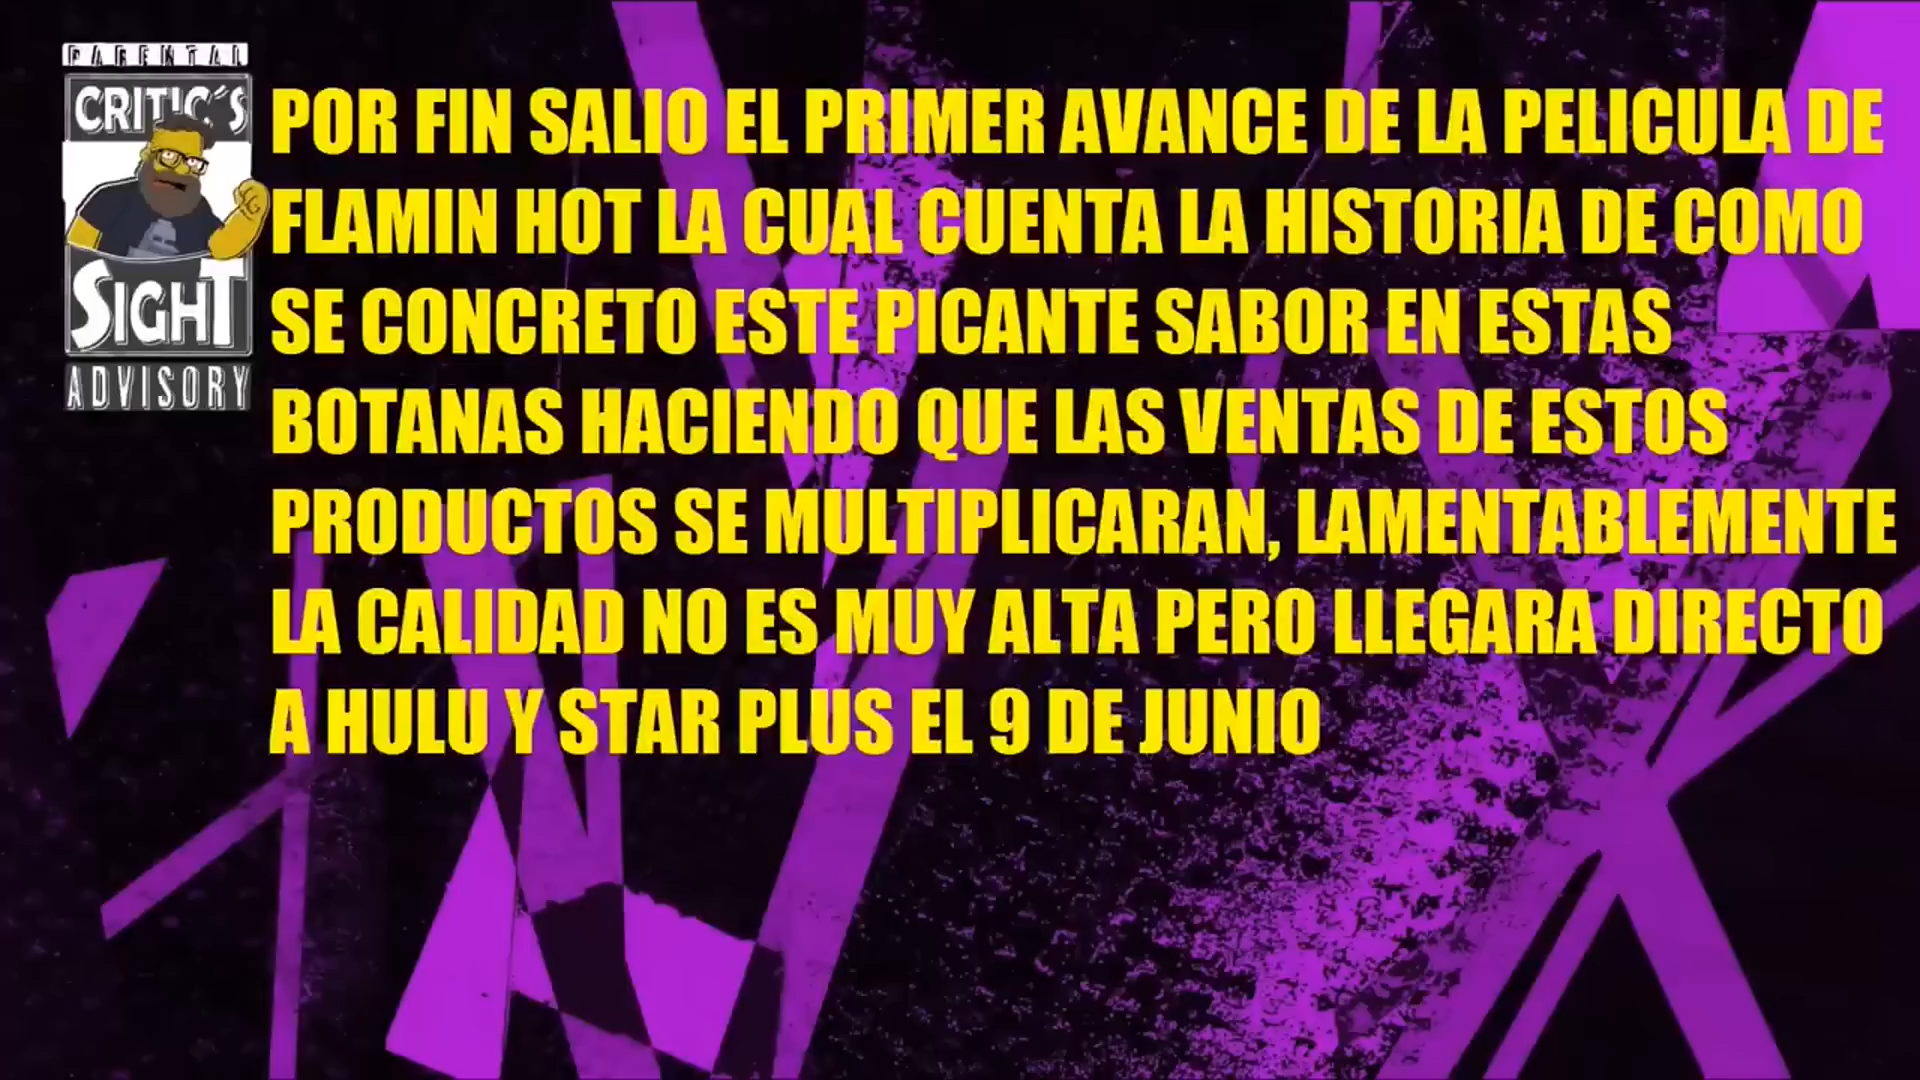 PARENTAL
CRITIC´S
SIGHT
ADVISORY
POR FIN SALIO EL PRIMER AVANCE DE LA PELICULA DE
FLAMIN HOT LA CUAL CUENTA LA HISTORIA DE COMO
SE CONCRETO ESTE PICANTE SABOR EN ESTAS
BOTANAS HACIENDO QUE LAS VENTAS DE ESTOS
PRODUCTOS SE MULTIPLICARAN, LAMENTABLEMENTE
LA CALIDAD NO ES MUY ALTA PERO LLEGARA DIRECTO
A HULU Y STAR PLUS EL 9 DE JUNIO